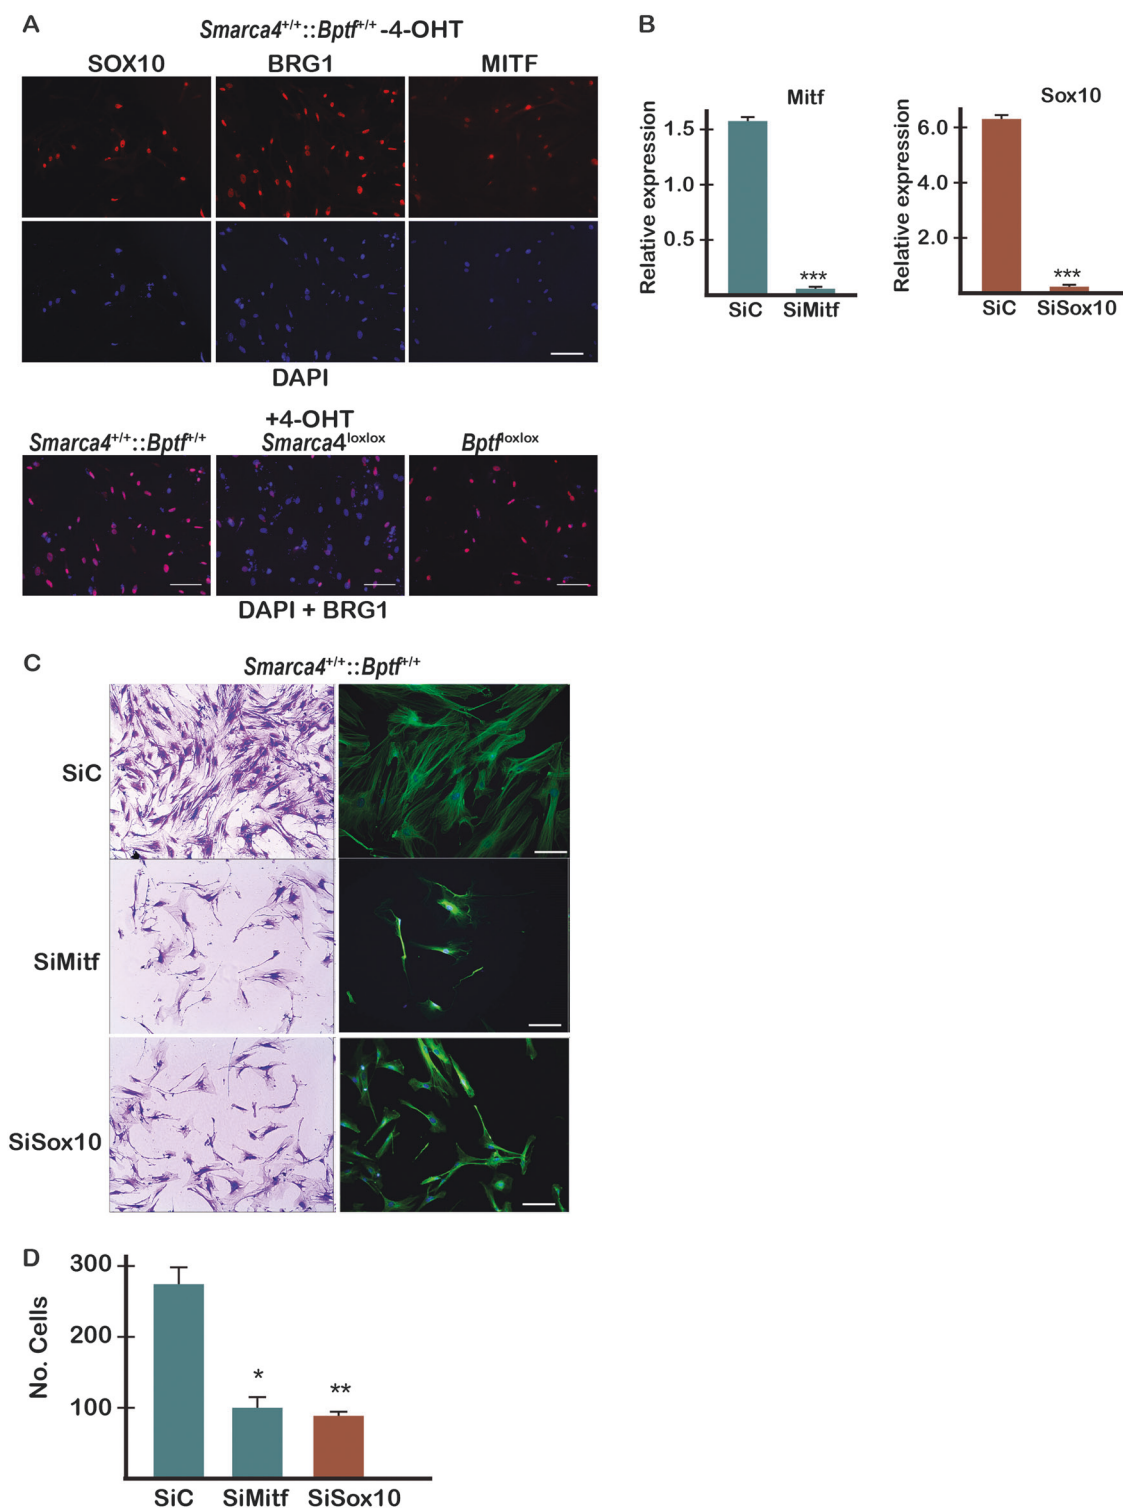 A
Smarca4+/+::Bptf+/+ -4-OHT
SOX10 BRG1 MITF
DAPI
+4-OHT
Smarca4+/+::Bptf+/+ Smarca4loxlox Bptfloxlox
DAPI + BRG1
B
Mitf
Relative expression
1.5
1.0
0.5
***
SiC SiMitf
Sox10
Relative expression
6.0
4.0
2.0
***
SiC SiSox10
C
Smarca4+/+::Bptf+/+
SiC
SiMitf
SiSox10
D
No. Cells
300
200
100
*
**
SiC SiMitf SiSox10